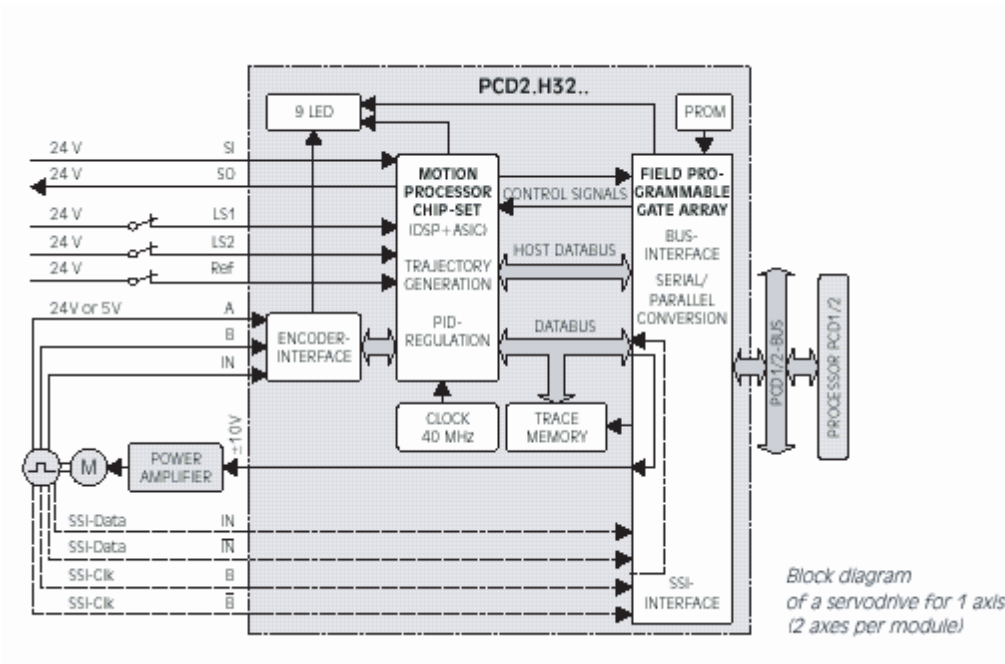 PCD2.H32..
9 LED
PROM
24 V SI
24 V SO
24 V LS1
24 V LS2
24 V Ref
24V or 5V A
B
IN
MOTION
PROCESSOR
CHIP-SET
(DSP+ASIC)
TRAJECTORY
GENERATION
PID-
REGULATION
CONTROL SIGNALS
HOST DATABUS
DATABUS
FIELD PRO-
GRAMMABLE
GATE ARRAY
BUS-
INTERFACE
SERIAL/
PARALLEL
CONVERSION
ENCODER-
INTERFACE
CLOCK
40 MHz
TRACE
MEMORY
PCD1/2-BUS
PROCESSOR PCD1/2
±10V
M
POWER
AMPLIFIER
SSI-Data IN
SSI-Data I̅N̅
SSI-Clk B
SSI-Clk B̅
SSI-
INTERFACE
Block diagram
of a servodrive for 1 axis
(2 axes per module)